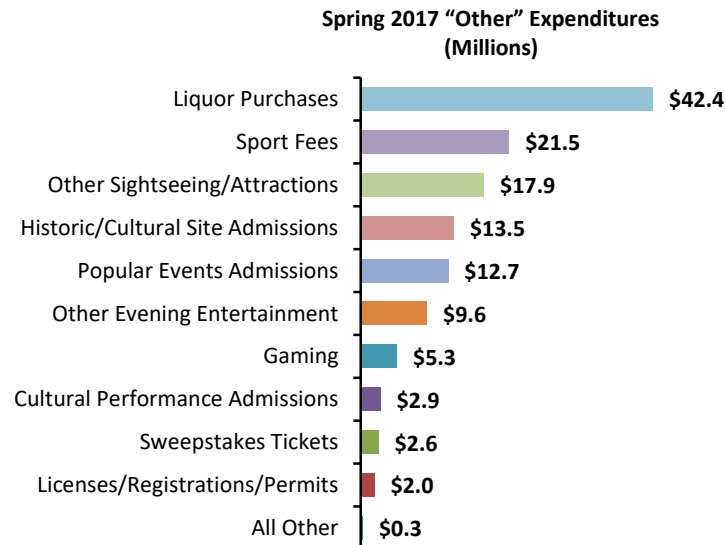 Spring 2017 “Other” Expenditures
(Millions)
Liquor Purchases $42.4
Sport Fees $21.5
Other Sightseeing/Attractions $17.9
Historic/Cultural Site Admissions $13.5
Popular Events Admissions $12.7
Other Evening Entertainment $9.6
Gaming $5.3
Cultural Performance Admissions $2.9
Sweepstakes Tickets $2.6
Licenses/Registrations/Permits $2.0
All Other $0.3